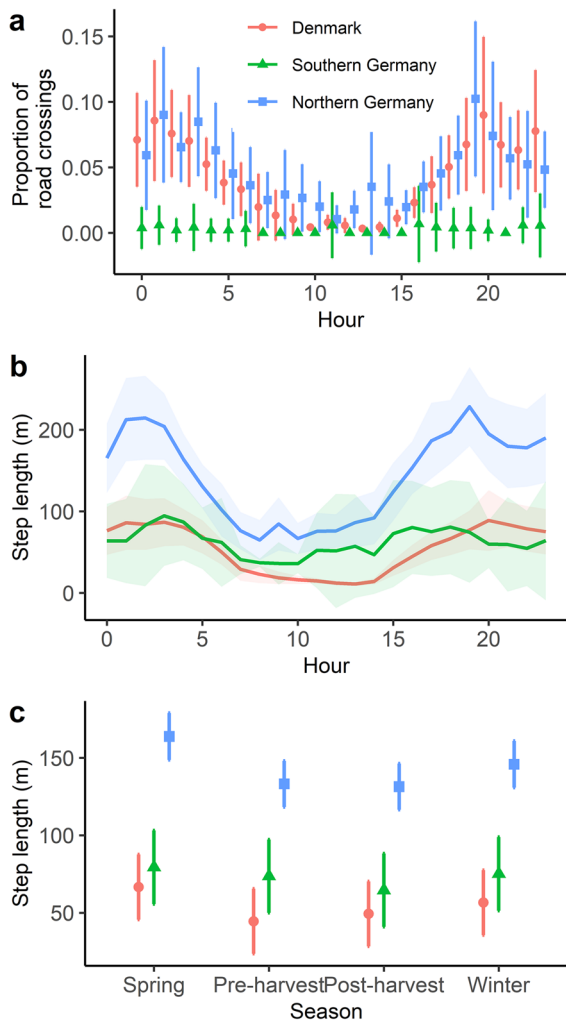 a
Denmark
Southern Germany
Northern Germany
Proportion of
road crossings
0.15
0.10
0.05
0.00
0 5 10 15 20
Hour
b
Step length (m)
200
100
0
0 5 10 15 20
Hour
c
Step length (m)
150
100
50
Spring Pre-harvest Post-harvest Winter
Season